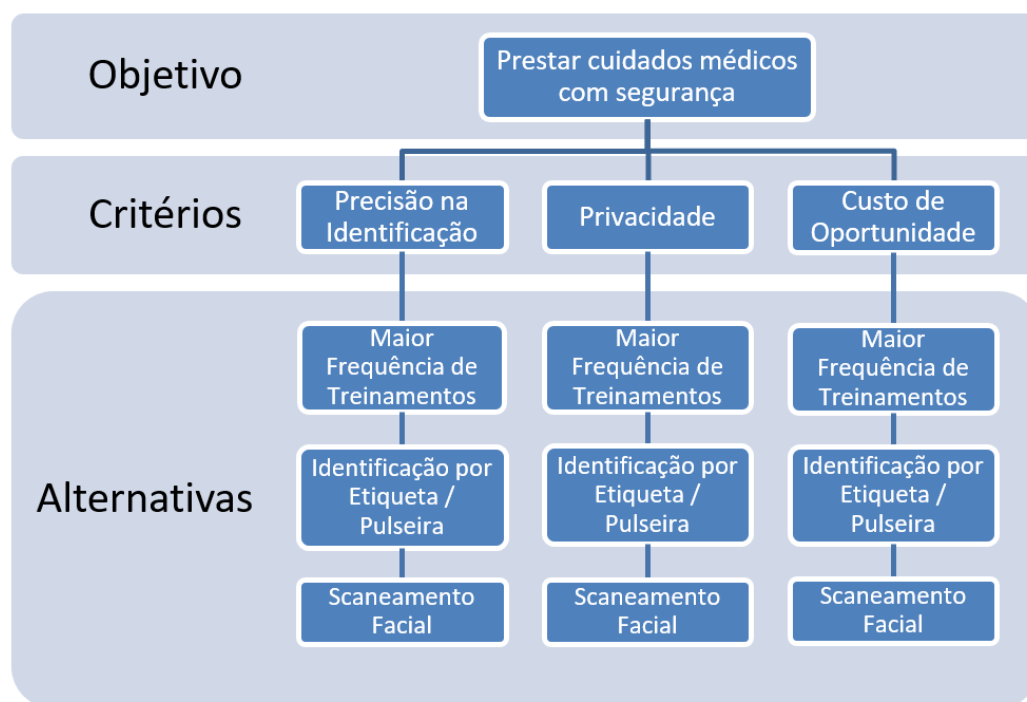 Objetivo
Prestar cuidados médicos
com segurança
Critérios
Precisão na
Identificação
Privacidade
Custo de
Oportunidade
Alternativas
Maior
Frequência de
Treinamentos
Identificação por
Etiqueta /
Pulseira
Scaneamento
Facial
Maior
Frequência de
Treinamentos
Identificação por
Etiqueta /
Pulseira
Scaneamento
Facial
Maior
Frequência de
Treinamentos
Identificação por
Etiqueta /
Pulseira
Scaneamento
Facial